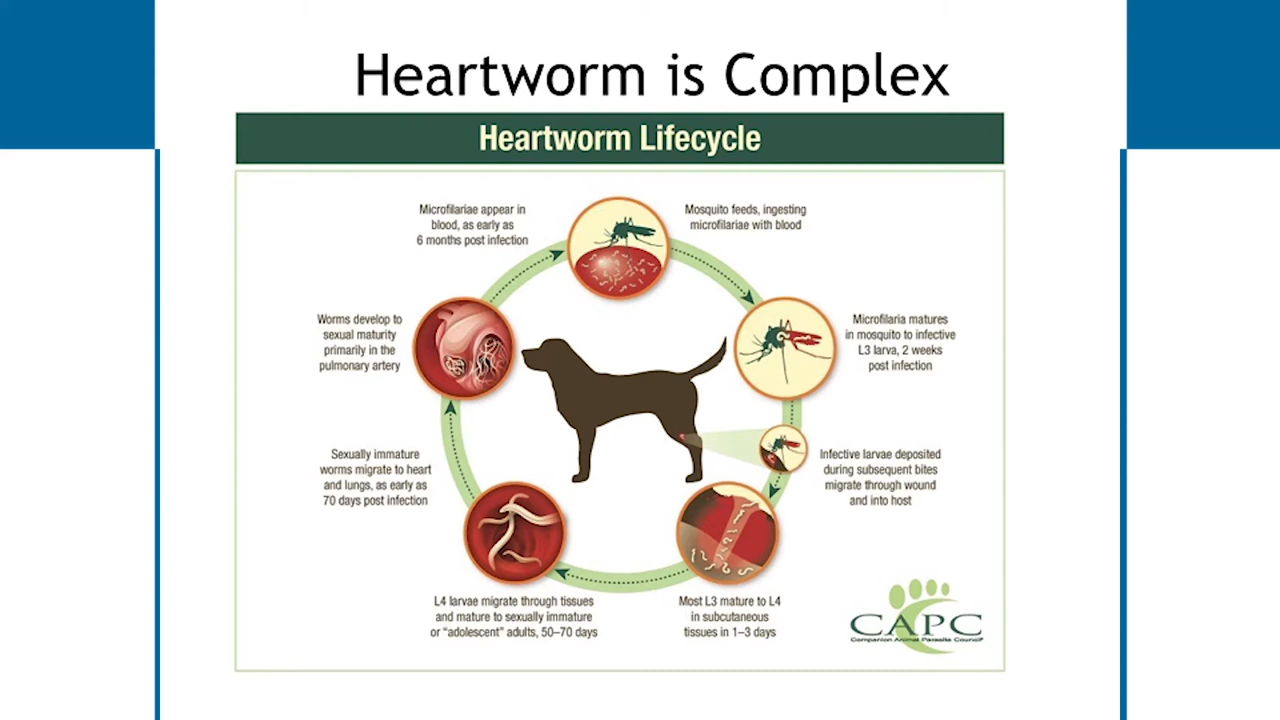 Heartworm is Complex
Heartworm Lifecycle
Microfilariae appear in
blood, as early as
6 months post infection
Mosquito feeds, ingesting
microfilariae with blood
Microfilaria matures
in mosquito to infective
L3 larva, 2 weeks
post infection
Infective larvae deposited
during subsequent bites
migrate through wound
and into host
Most L3 mature to L4
in subcutaneous
tissues in 1–3 days
L4 larvae migrate through tissues
and mature to sexually immature
or “adolescent” adults, 50–70 days
Sexually immature
worms migrate to heart
and lungs, as early as
70 days post infection
Worms develop to
sexual maturity
primarily in the
pulmonary artery
CAPC
Companion Animal Parasite Council